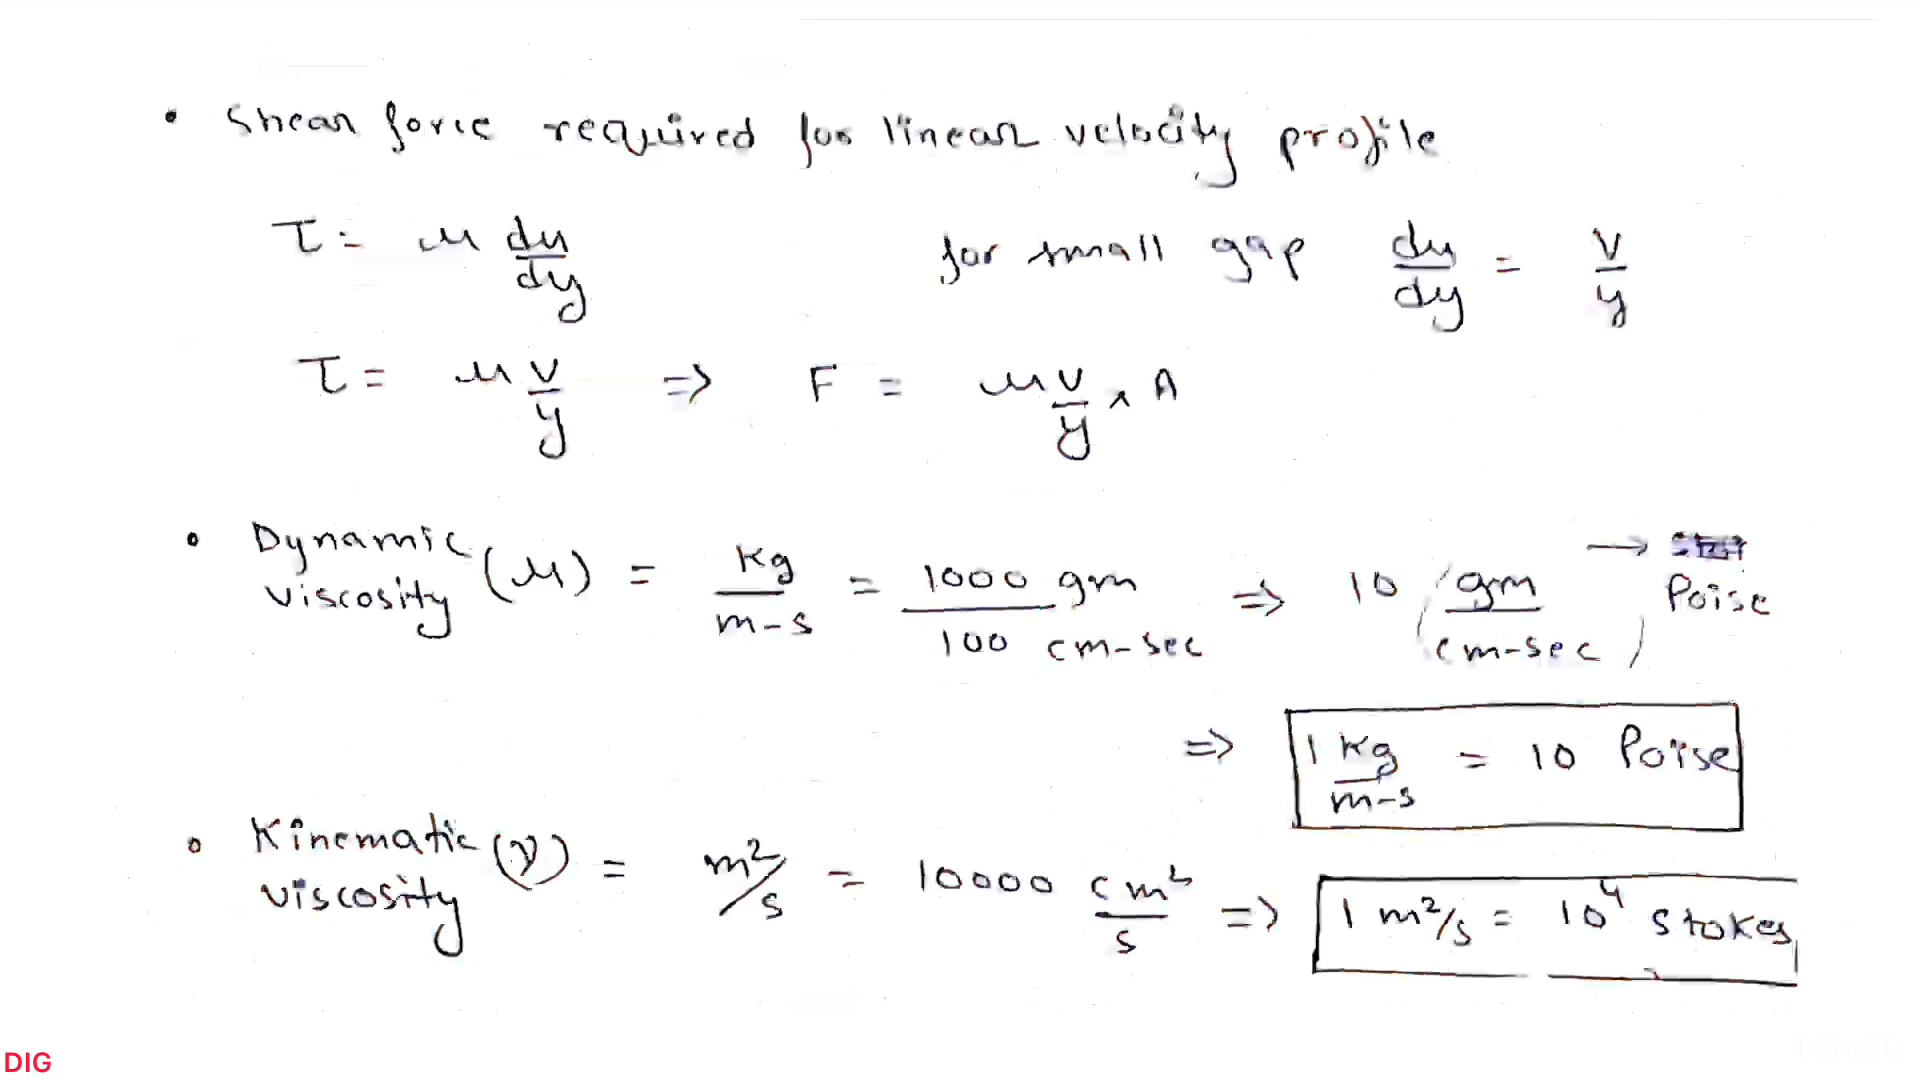 • Shear force required for linear velocity profile
τ = μ du/dy for small gap du/dy = v/y
τ = μ v/y => F = μ v/y × A
• Dynamic viscosity (μ) = kg/m-s = 1000 gm/100 cm-sec => 10 (gm/cm-sec) → Poise
=> 1 kg/m-s = 10 Poise
• Kinematic viscosity (ν) = m²/s = 10000 cm²/s => 1 m²/s = 10⁴ stokes
DIG